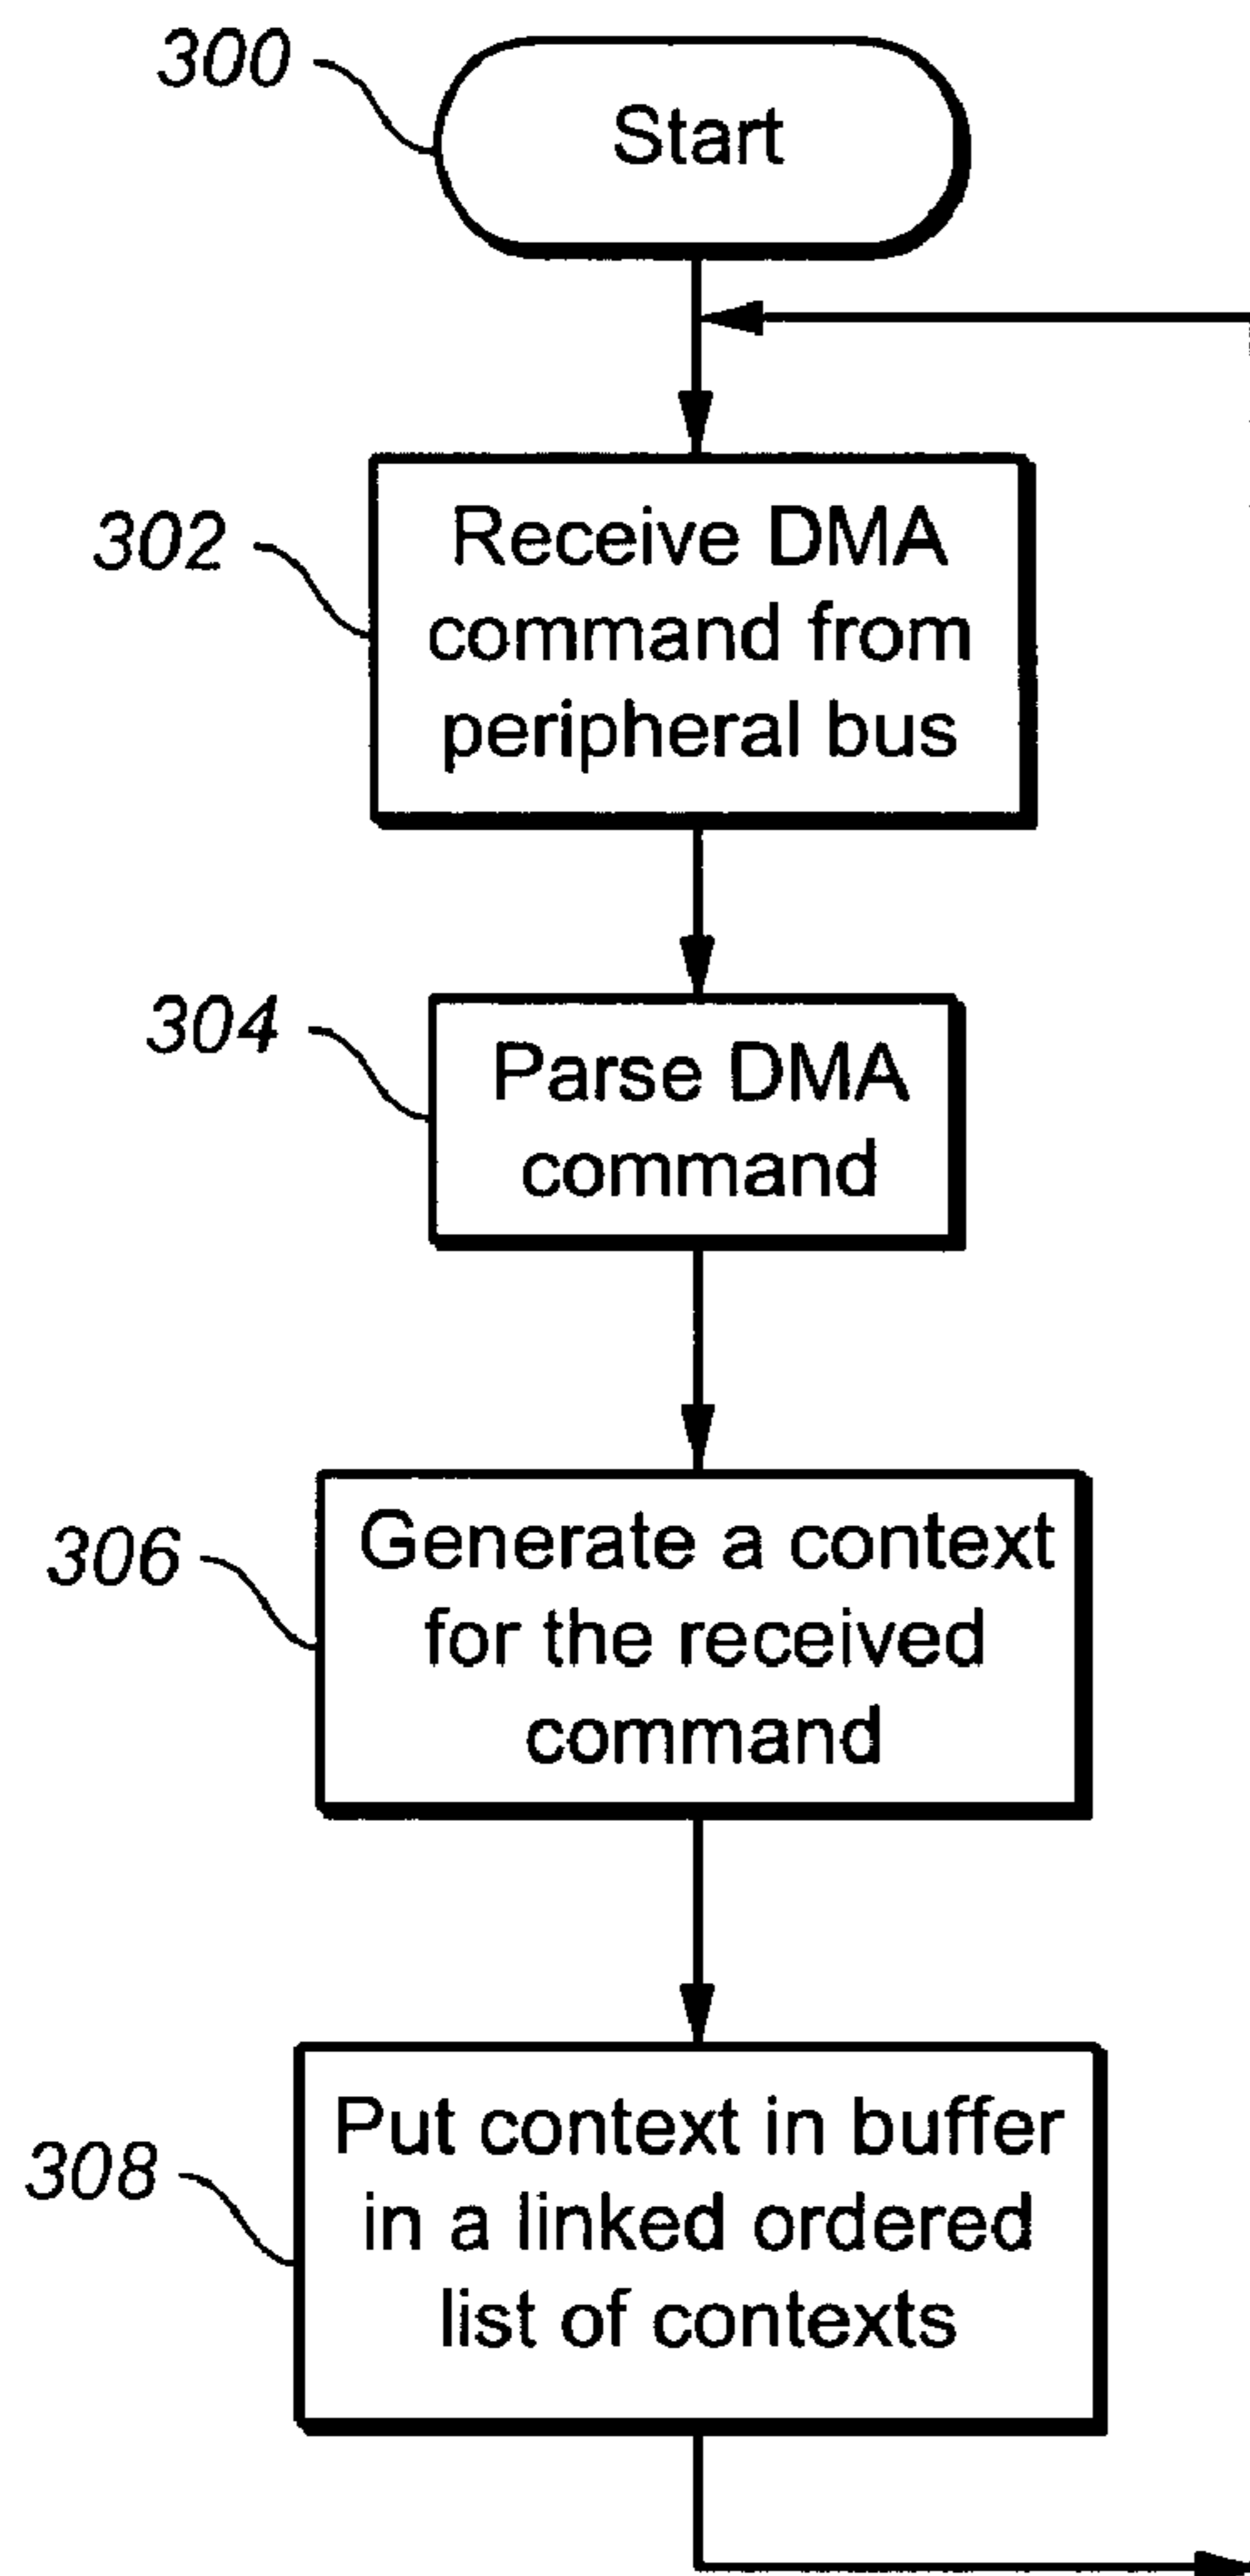 300
Start
302
Receive DMA
command from
peripheral bus
304
Parse DMA
command
306
Generate a context
for the received
command
308
Put context in buffer
in a linked ordered
list of contexts